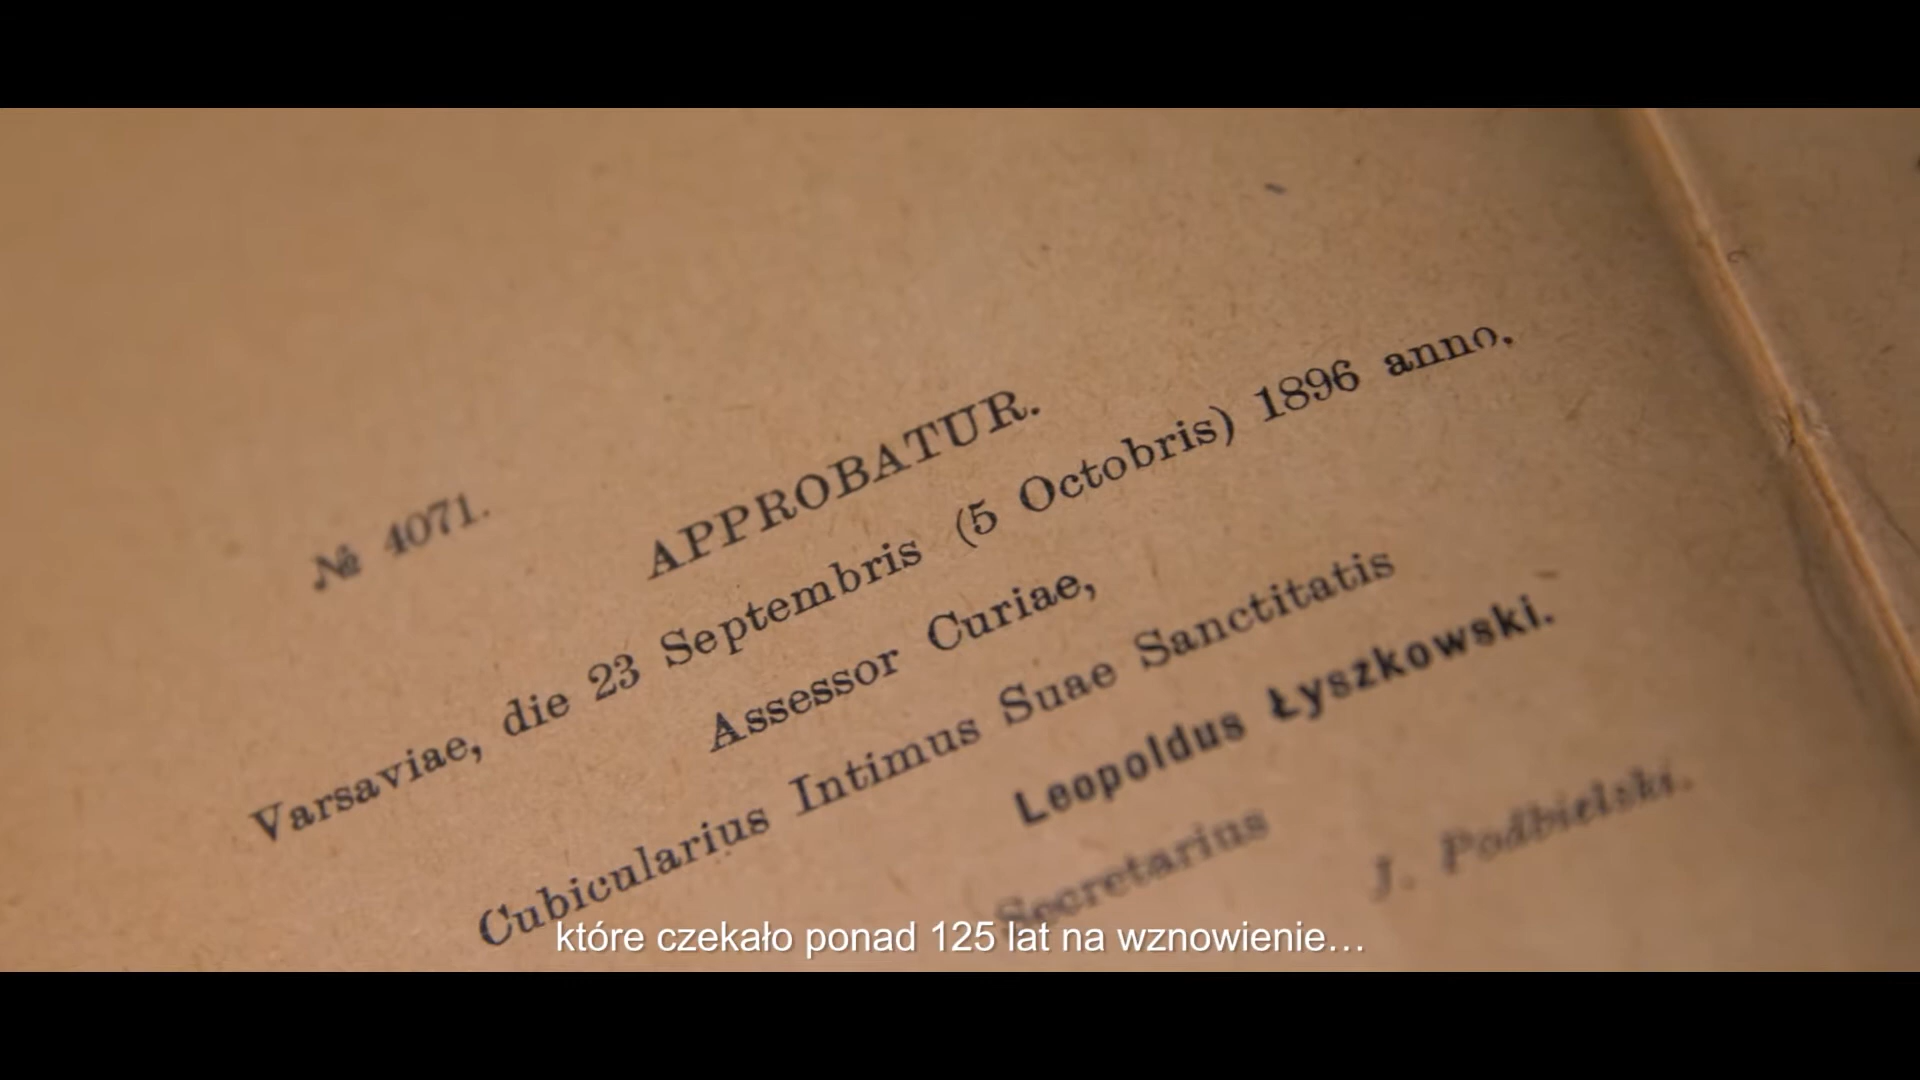 № 4071.
APPROBATUR.
Varsaviae, die 23 Septembris (5 Octobris) 1896 anno.
Assessor Curiae,
Cubicularius Intimus Suae Sanctitatis
Leopoldus Łyszkowski.
Secretarius J. Podbielski.
które czekało ponad 125 lat na wznowienie…